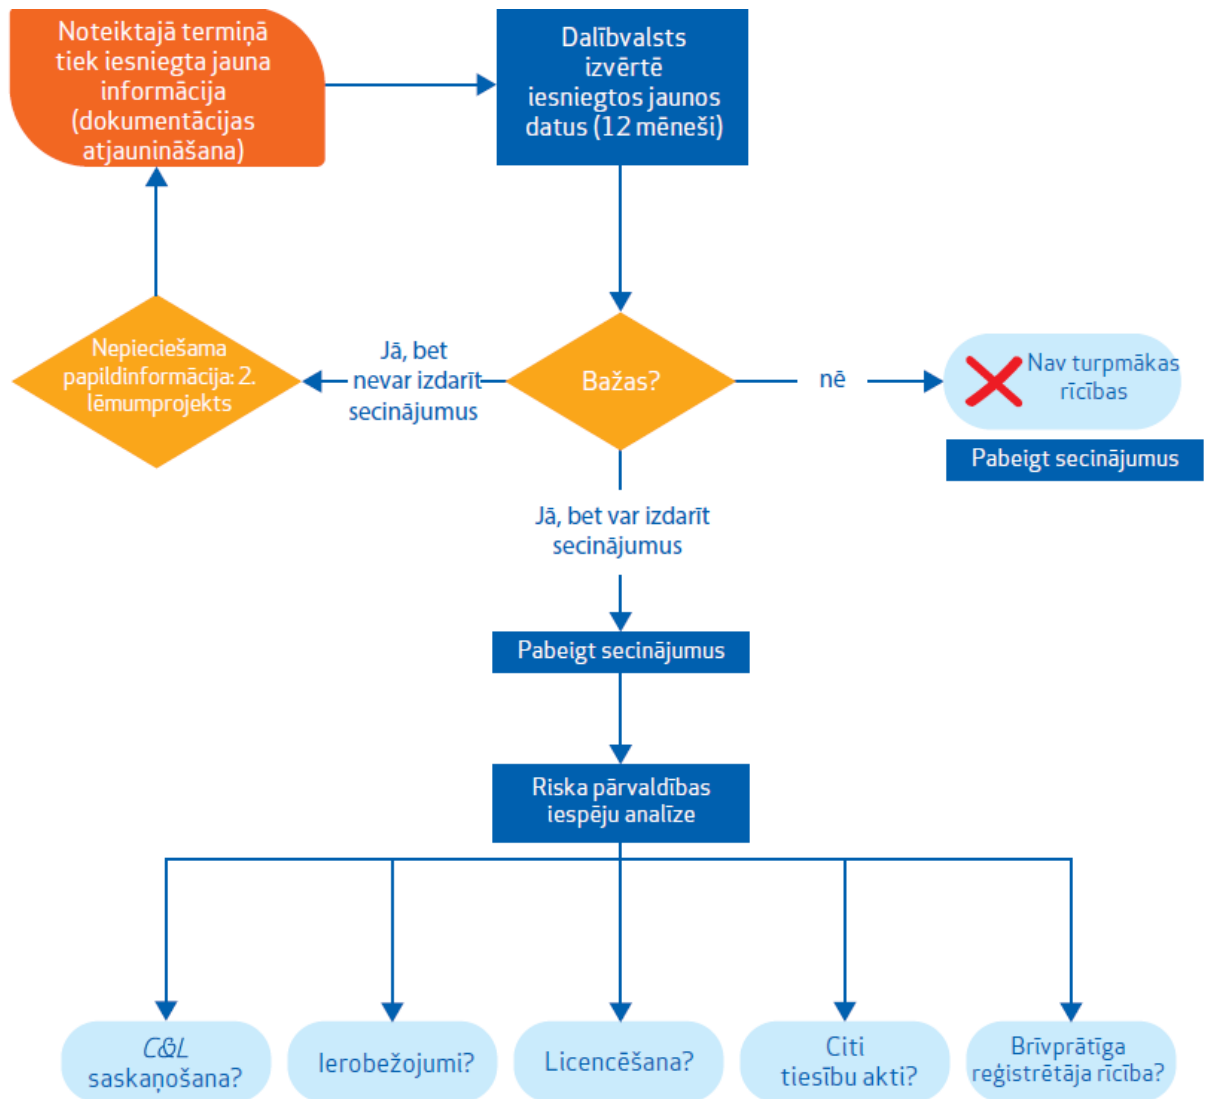 Noteiktajā termiņā
tiek iesniegta jauna
informācija
(dokumentācijas
atjaunināšana)
Dalībvalsts
izvērtē
iesniegtos jaunos
datus (12 mēneši)
Nepieciešama
papildinformācija: 2.
lēmumprojekts
Jā, bet
nevar izdarīt
secinājumus
Bažas?
nē
Nav turpmākas
rīcības
Pabeigt secinājumus
Jā, bet var izdarīt
secinājumus
Pabeigt secinājumus
Riska pārvaldības
iespēju analīze
C&L
saskaņošana?
Ierobežojumi?
Licencēšana?
Citi
tiesību akti?
Brīvprātīga
reģistrētāja rīcība?